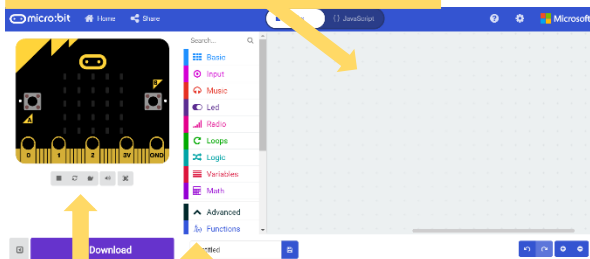 micro:bit Home Share {} JavaScript ? Microsoft
Search...
Basic
Input
Music
Led
Radio
Loops
Logic
Variables
Math
Advanced
Functions
A
B
0 1 2 3V GND
Download